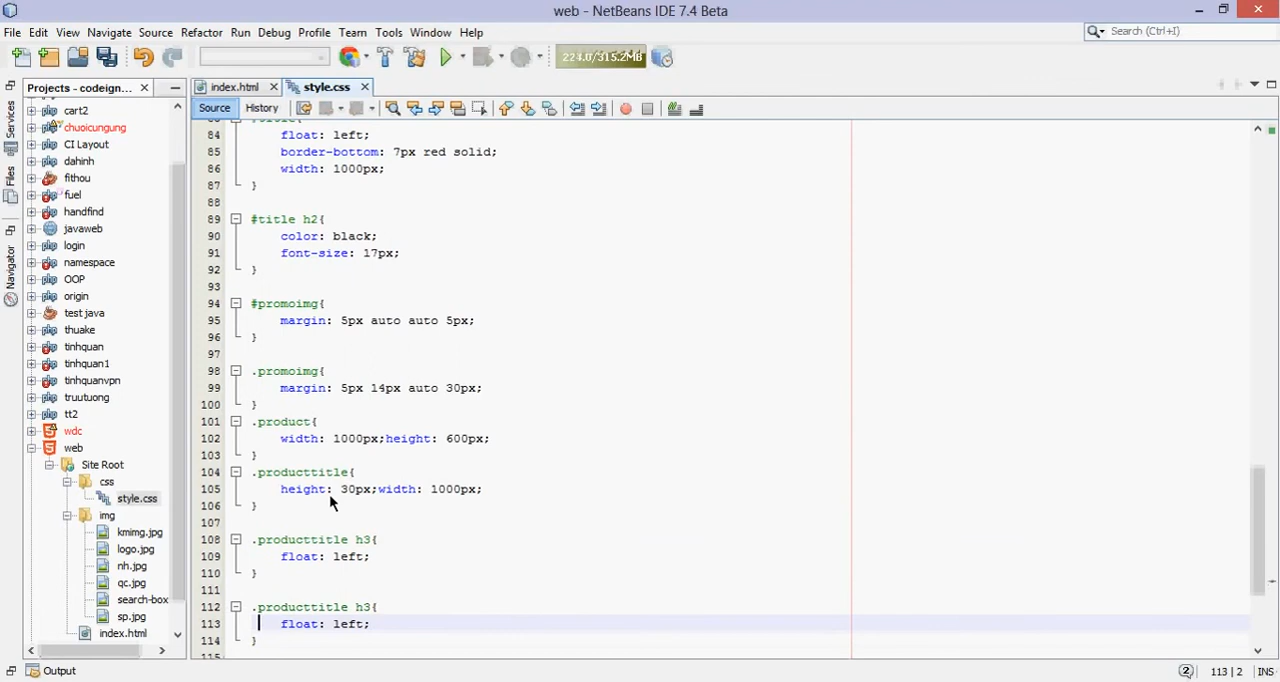 web - NetBeans IDE 7.4 Beta
File Edit View Navigate Source Refactor Run Debug Profile Team Tools Window Help
Search (Ctrl+I)
224.0/315.2MB
Projects - codeign...
index.html
style.css
Source
History
Services
Files
Navigator
cart2
chuoicungung
CI Layout
dahinh
fithou
fuel
handfind
javaweb
login
namespace
OOP
origin
test java
thuake
tinhquan
tinhquan1
tinhquanvpn
truutuong
tt2
wdc
web
Site Root
css
style.css
img
kmimg.jpg
logo.jpg
nh.jpg
qc.jpg
search-box
sp.jpg
index.html
83 #title{
84 float: left;
85 border-bottom: 7px red solid;
86 width: 1000px;
87 }
88
89 #title h2{
90 color: black;
91 font-size: 17px;
92 }
93
94 #promoimg{
95 margin: 5px auto auto 5px;
96 }
97
98 .promoimg{
99 margin: 5px 14px auto 30px;
100 }
101 .product{
102 width: 1000px;height: 600px;
103 }
104 .producttitle{
105 height: 30px;width: 1000px;
106 }
107
108 .producttitle h3{
109 float: left;
110 }
111
112 .producttitle h3{
113 float: left;
114 }
115
Output
2
113 | 2 INS